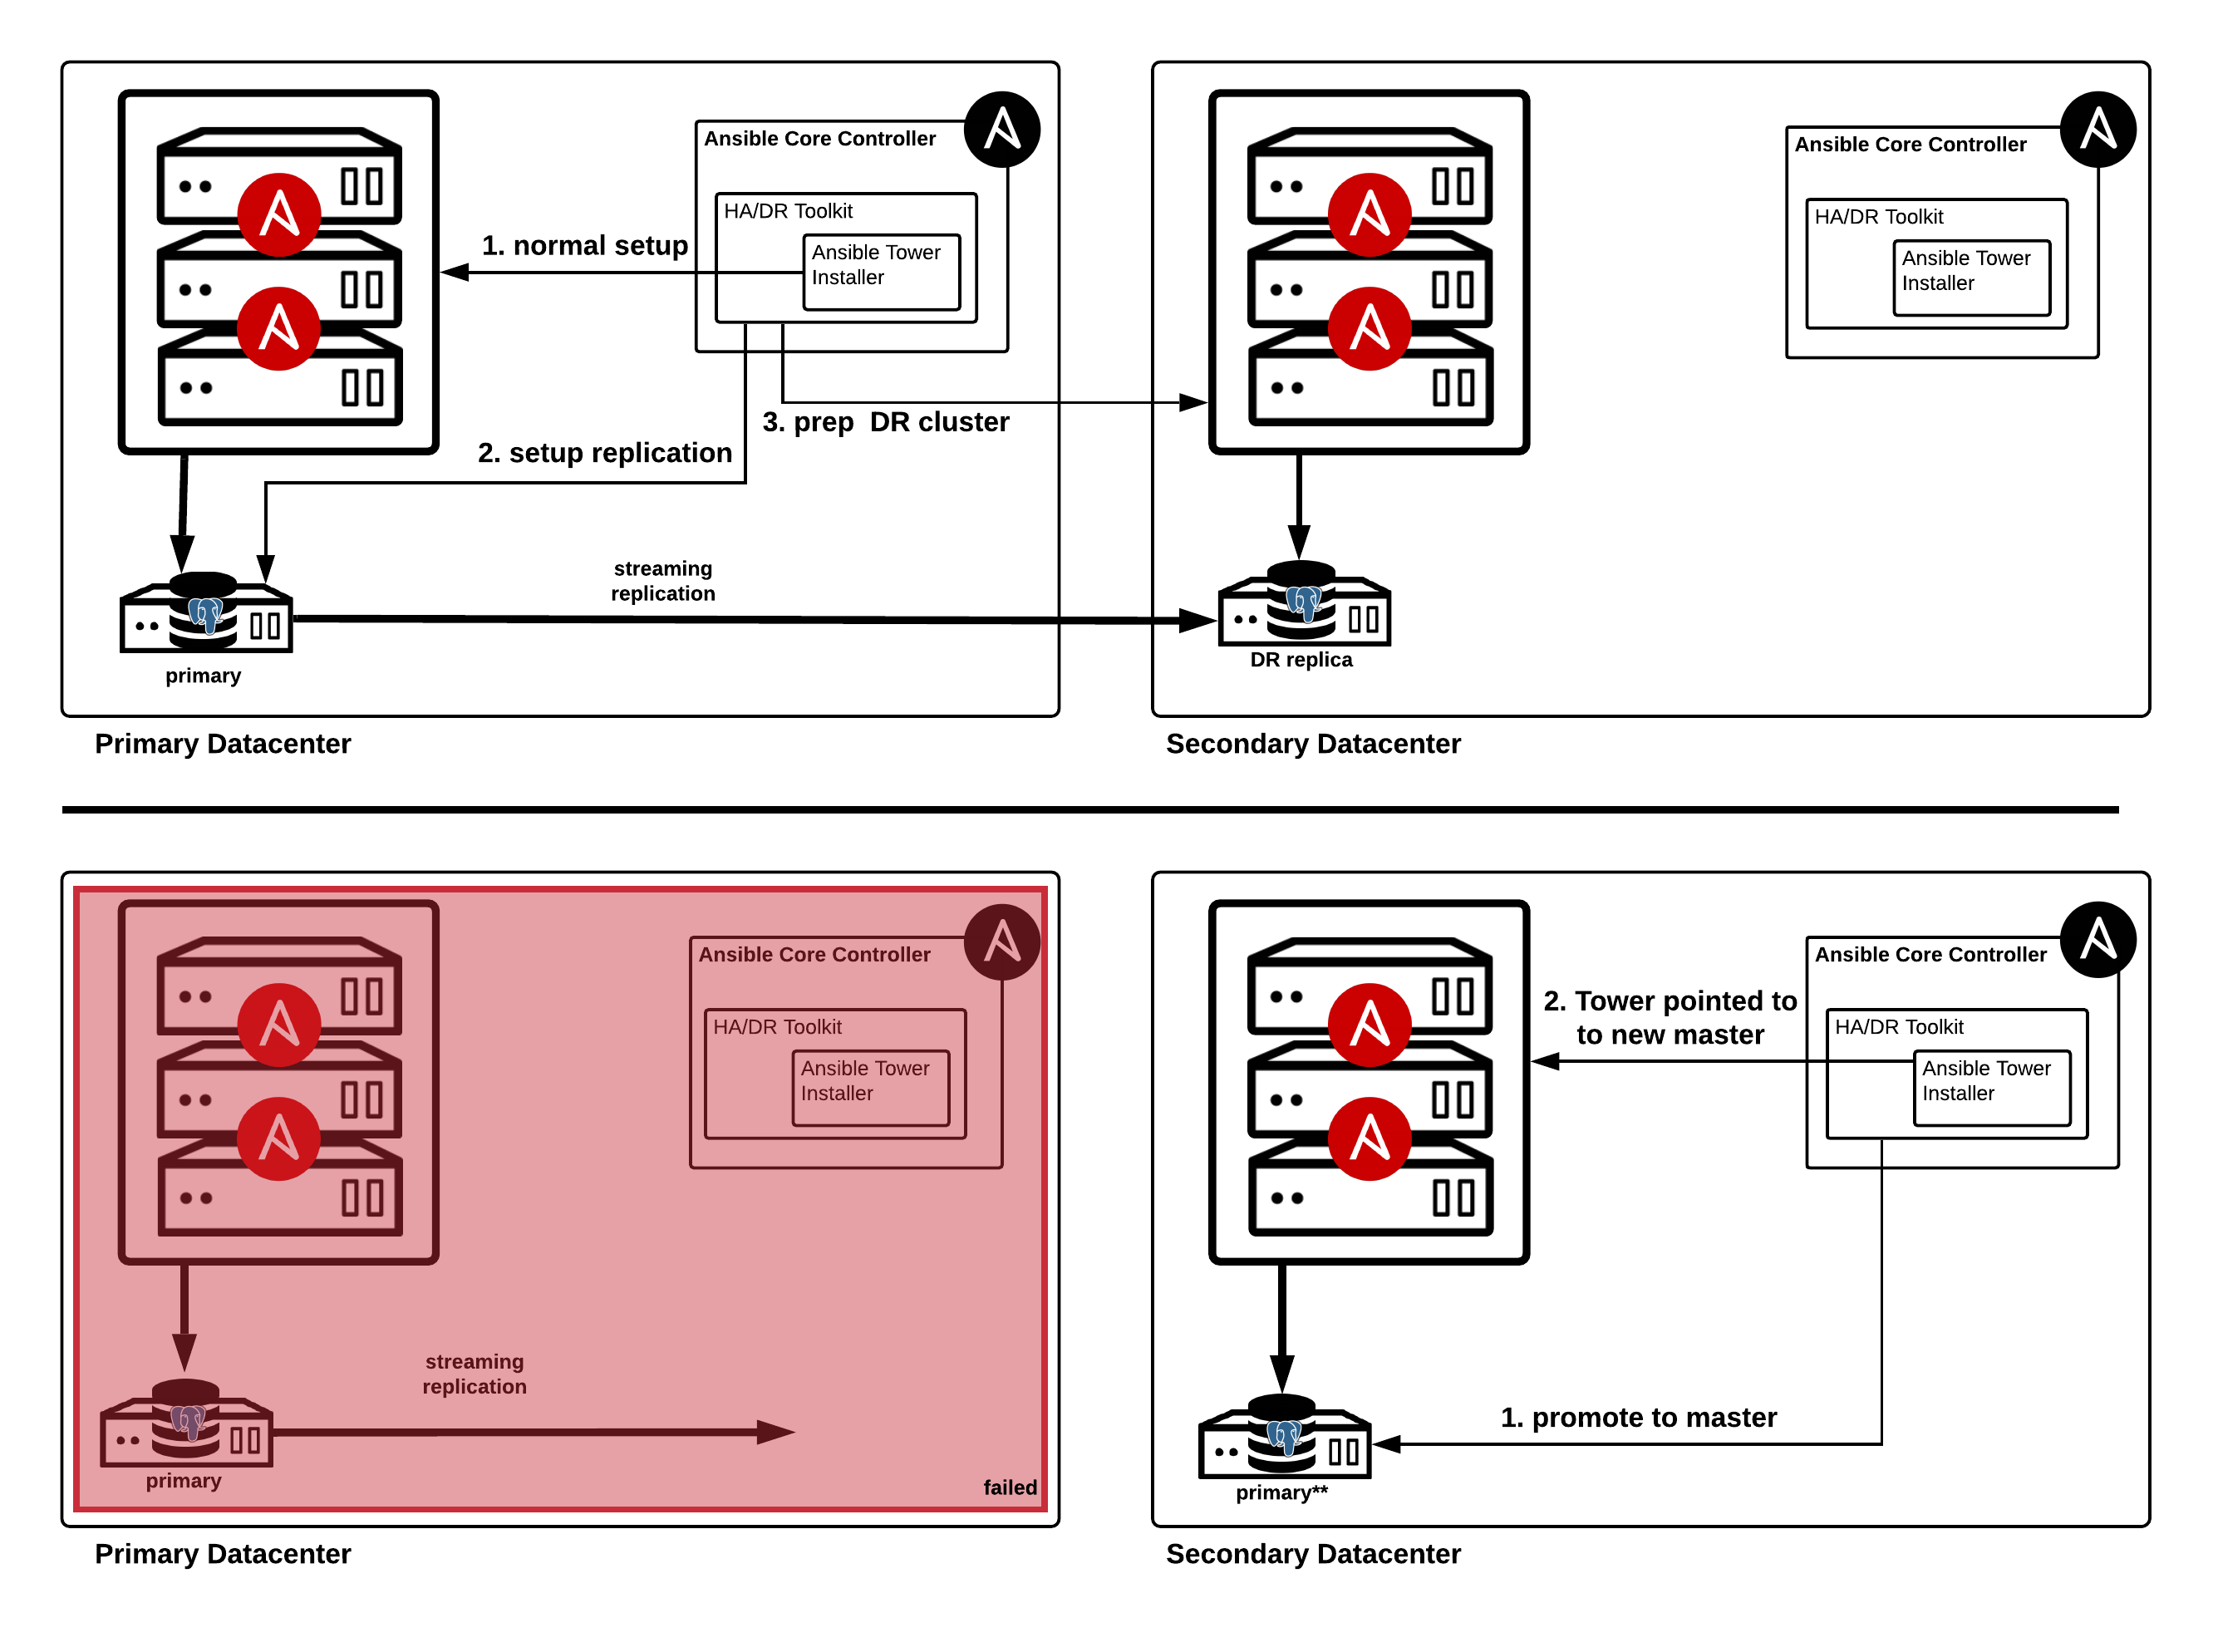 Ansible Core Controller
HA/DR Toolkit
Ansible Tower
Installer
1. normal setup
3. prep  DR cluster
2. setup replication
streaming
replication
primary
Primary Datacenter
Ansible Core Controller
HA/DR Toolkit
Ansible Tower
Installer
DR replica
Secondary Datacenter
Ansible Core Controller
HA/DR Toolkit
Ansible Tower
Installer
streaming
replication
primary
failed
Primary Datacenter
Ansible Core Controller
2. Tower pointed to
to new master
HA/DR Toolkit
Ansible Tower
Installer
1. promote to master
primary**
Secondary Datacenter